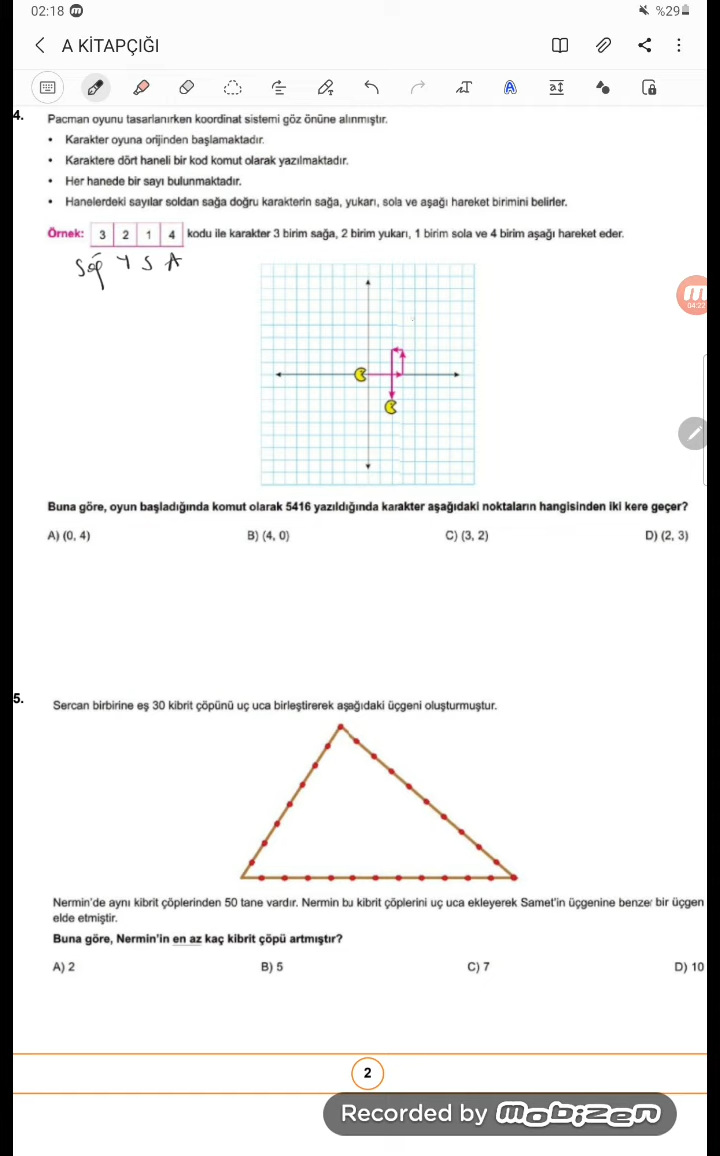 02:18 %29
A KİTAPÇIĞI
4. Pacman oyunu tasarlanırken koordinat sistemi göz önüne alınmıştır.
• Karakter oyuna orijinden başlamaktadır.
• Karaktere dört haneli bir kod komut olarak yazılmaktadır.
• Her hanede bir sayı bulunmaktadır.
• Hanelerdeki sayılar soldan sağa doğru karakterin sağa, yukarı, sola ve aşağı hareket birimini belirler.
Örnek: 3 2 1 4 kodu ile karakter 3 birim sağa, 2 birim yukarı, 1 birim sola ve 4 birim aşağı hareket eder.
Sağ Y S A
04:22
Buna göre, oyun başladığında komut olarak 5416 yazıldığında karakter aşağıdaki noktaların hangisinden iki kere geçer?
A) (0, 4) B) (4, 0) C) (3, 2) D) (2, 3)
5. Sercan birbirine eş 30 kibrit çöpünü uç uca birleştirerek aşağıdaki üçgeni oluşturmuştur.
Nermin'de aynı kibrit çöplerinden 50 tane vardır. Nermin bu kibrit çöplerini uç uca ekleyerek Samet'in üçgenine benzer bir üçgen
elde etmiştir.
Buna göre, Nermin'in en az kaç kibrit çöpü artmıştır?
A) 2 B) 5 C) 7 D) 10
2
Recorded by mobizen